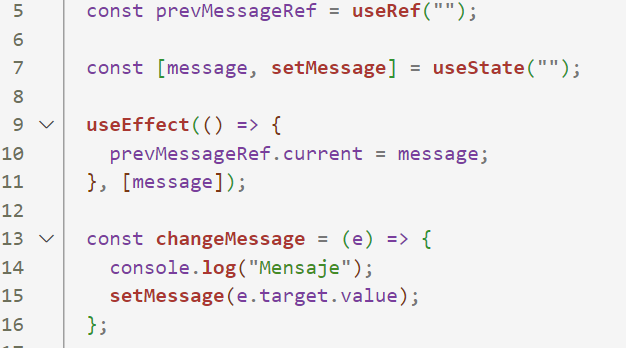 5 const prevMessageRef = useRef("");
6
7 const [message, setMessage] = useState("");
8
9 useEffect(() => {
10 prevMessageRef.current = message;
11 }, [message]);
12
13 const changeMessage = (e) => {
14 console.log("Mensaje");
15 setMessage(e.target.value);
16 };